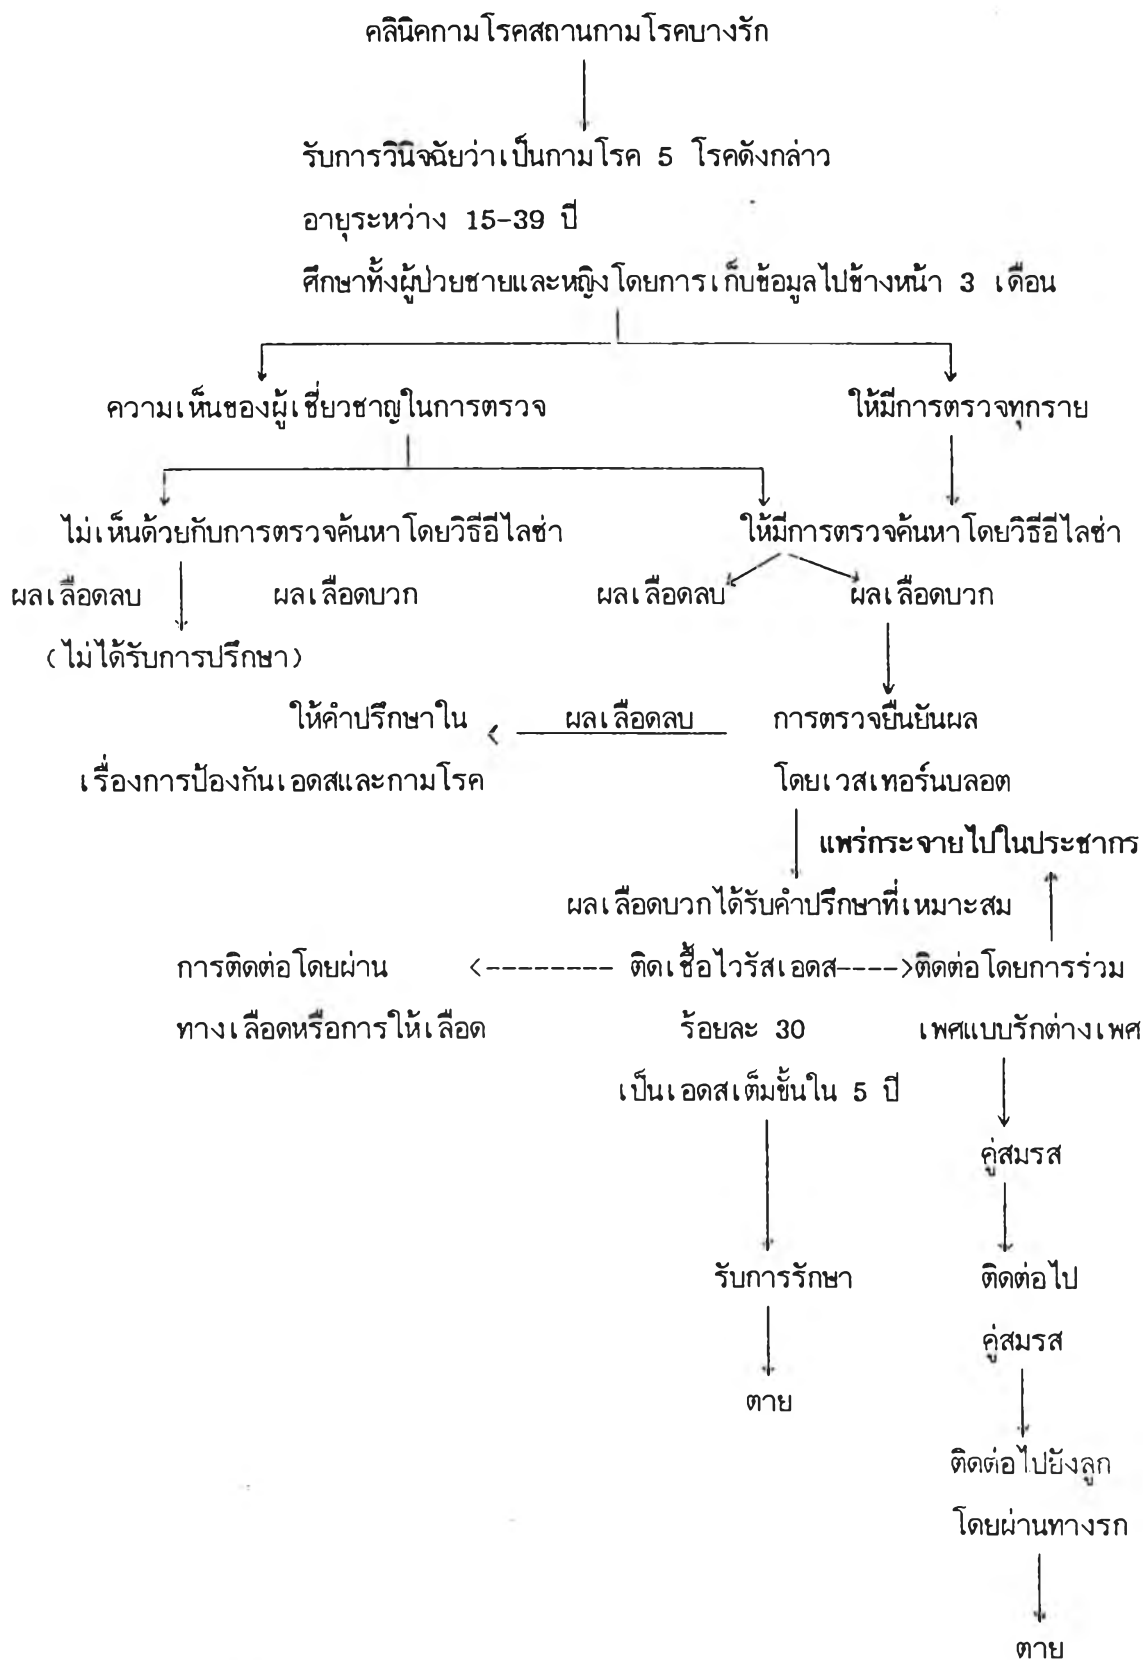 คลินิคกามโรคสถานกามโรคบางรัก
รับการวินิจฉัยว่าเป็นกามโรค 5 โรคดังกล่าว
อายุระหว่าง 15-39 ปี
ศึกษาทั้งผู้ป่วยชายและหญิงโดยการเก็บข้อมูลไปข้างหน้า 3 เดือน
ความเห็นของผู้เชี่ยวชาญในการตรวจ ให้มีการตรวจทุกราย
ไม่เห็นด้วยกับการตรวจค้นหาโดยวิธีอีไลซ่า ให้มีการตรวจค้นหาโดยวิธีอีไลซ่า
ผลเลือดลบ ผลเลือดบวก ผลเลือดลบ ผลเลือดบวก
(ไม่ได้รับการปรึกษา)
ให้คำปรึกษาใน < ผลเลือดลบ การตรวจยืนยันผล
เรื่องการป้องกันเอดสและกามโรค โดยเวสเทอร์นบลอต
แพร่กระจายไปในประชากร
ผลเลือดบวกได้รับคำปรึกษาที่เหมาะสม
การติดต่อโดยผ่าน <-------- ติดเชื้อไวรัสเอดส---->ติดต่อโดยการร่วม
ทางเลือดหรือการให้เลือด ร้อยละ 30 เพศแบบรักต่างเพศ
เป็นเอดสเต็มขั้นใน 5 ปี
คู่สมรส
รับการรักษา ติดต่อไป
คู่สมรส
ตาย
ติดต่อไปยังลูก
โดยผ่านทางรก
ตาย